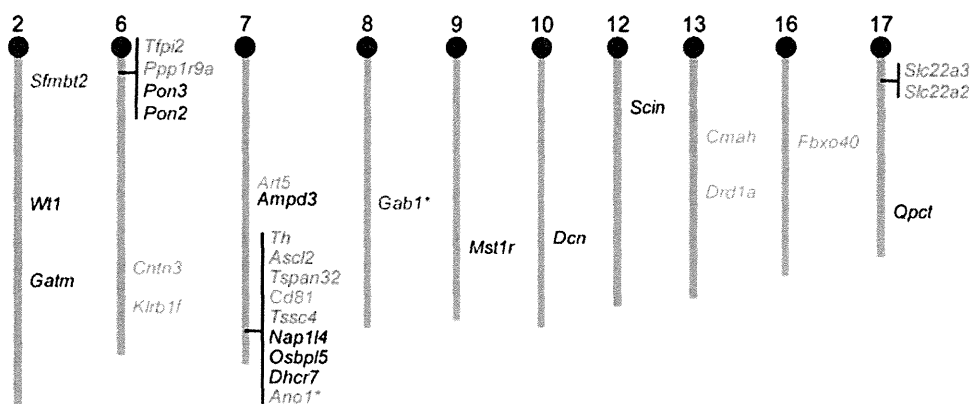 2 6 7 8 9 10 12 13 16 17
Sfmbt2
Wt1
Gatm
Tfpi2
Ppp1r9a
Pon3
Pon2
Cntn3
Klrb1f
Art5
Ampd3
Th
Ascl2
Tspan32
Cd81
Tssc4
Nap1l4
Osbpl5
Dhcr7
Ano1*
Gab1*
Mst1r
Dcn
Scin
Cmah
Drd1a
Fbxo40
Slc22a3
Slc22a2
Qpct